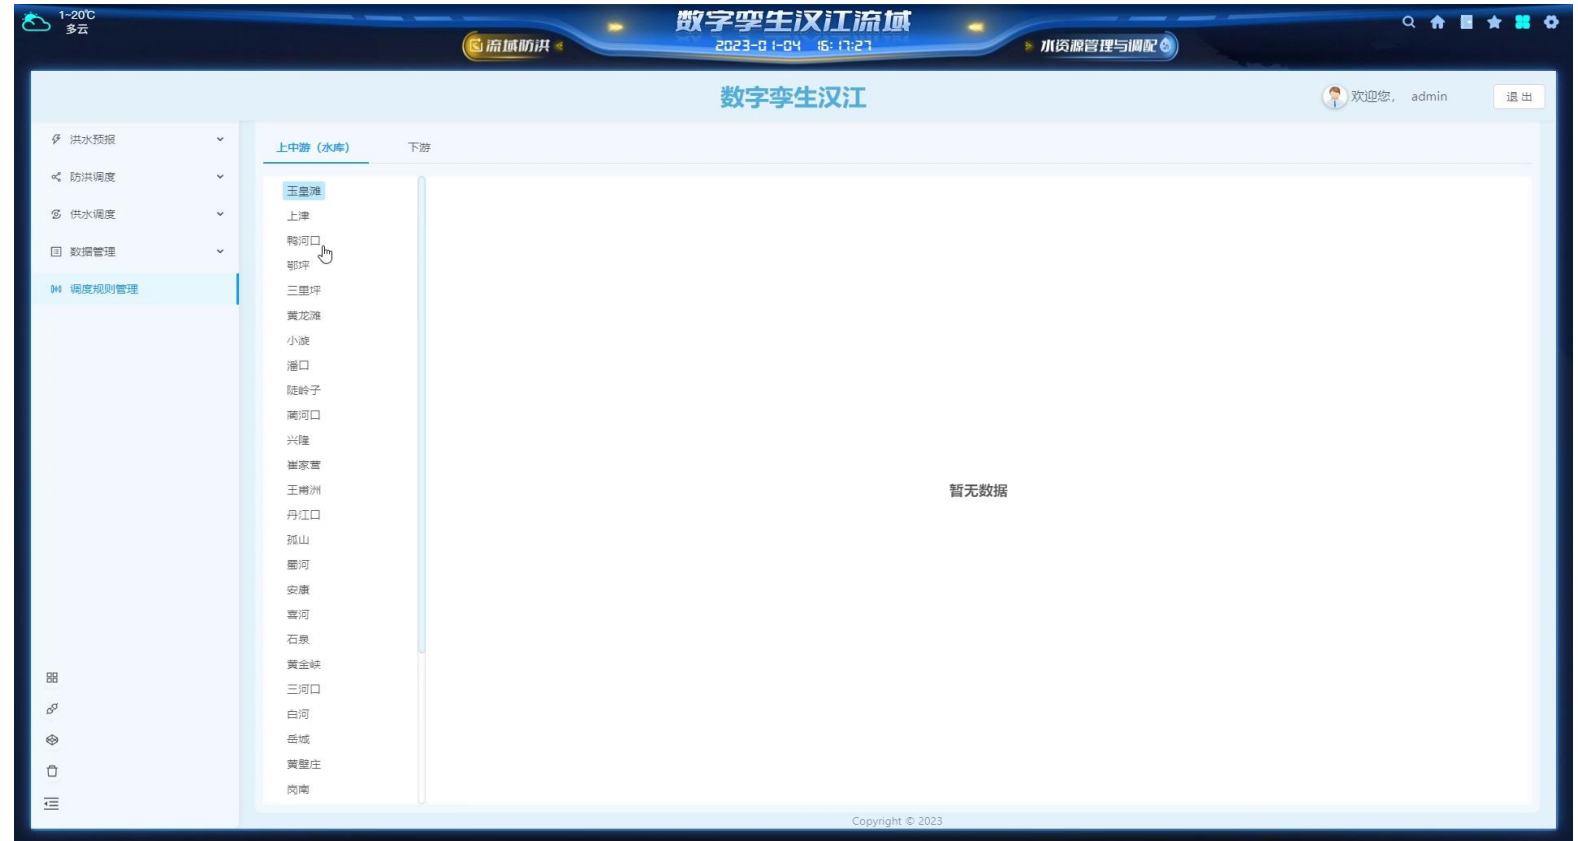 1~20℃
多云
数字孪生汉江流域
流域防洪
2023-01-04 16:17:27
水资源管理与调配
数字孪生汉江
欢迎您, admin
退出
洪水预报
防洪调度
供水调度
数据管理
调度规则管理
上中游（水库）
下游
玉皇滩
上津
鸭河口
鄂坪
三里坪
黄龙滩
小漩
潘口
陡岭子
蔺河口
兴隆
崔家营
王甫洲
丹江口
孤山
蜀河
安康
喜河
石泉
黄金峡
三河口
白河
岳城
黄壁庄
岗南
暂无数据
Copyright © 2023